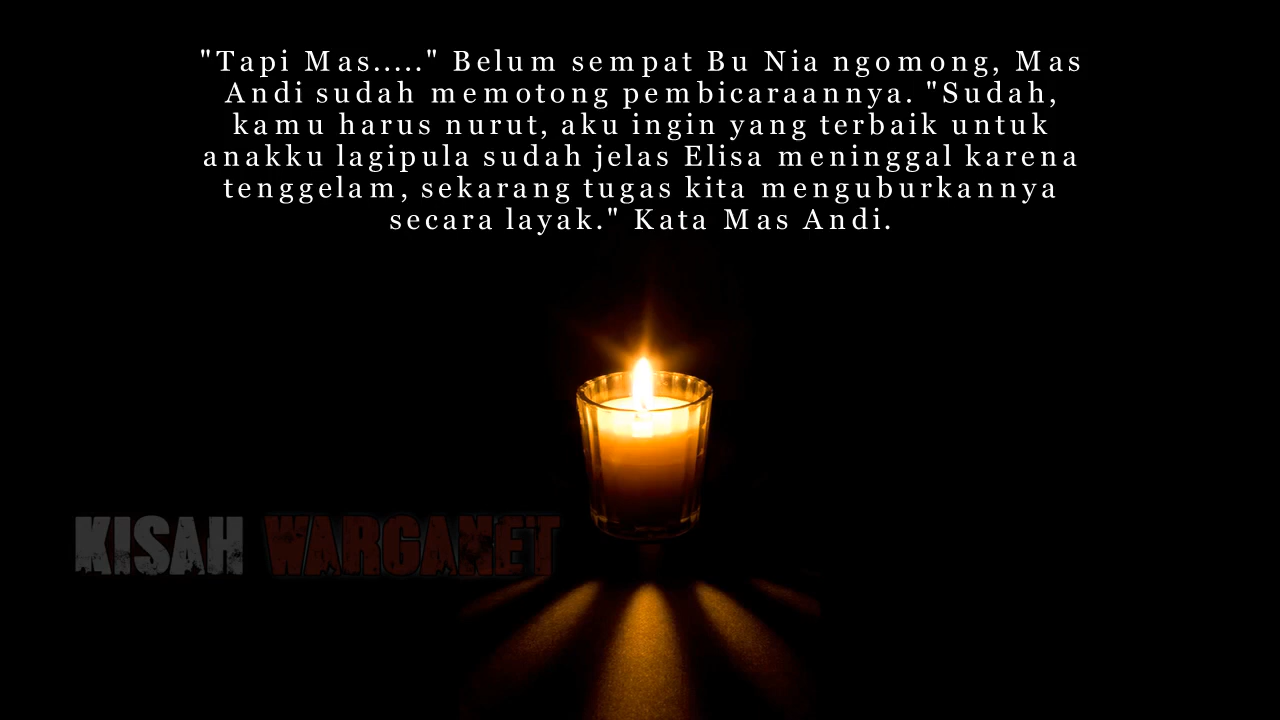 "Tapi Mas....." Belum sempat Bu Nia ngomong, Mas
Andi sudah memotong pembicaraannya. "Sudah,
kamu harus nurut, aku ingin yang terbaik untuk
anakku lagipula sudah jelas Elisa meninggal karena
tenggelam, sekarang tugas kita menguburkannya
secara layak." Kata Mas Andi.
KISAH WARGANET